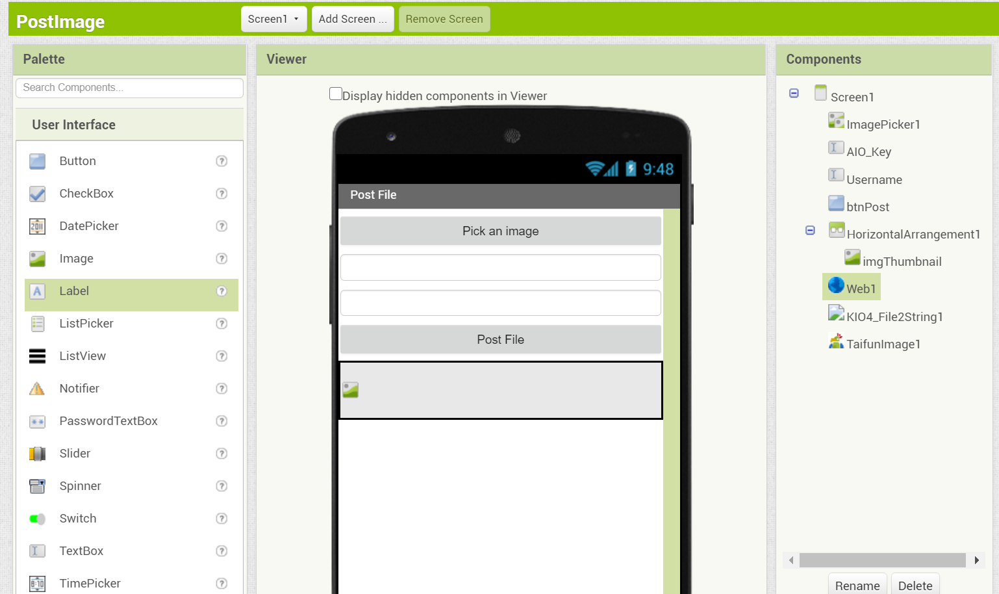 PostImage
Screen1
Add Screen ...
Remove Screen
Palette
Search Components...
User Interface
Button
?
CheckBox
?
DatePicker
?
Image
?
Label
?
ListPicker
?
ListView
?
Notifier
?
PasswordTextBox
?
Slider
?
Spinner
?
Switch
?
TextBox
?
TimePicker
?
Viewer
Display hidden components in Viewer
9:48
Post File
Pick an image
Post File
Components
Screen1
ImagePicker1
AIO_Key
Username
btnPost
HorizontalArrangement1
imgThumbnail
Web1
KIO4_File2String1
TaifunImage1
Rename
Delete